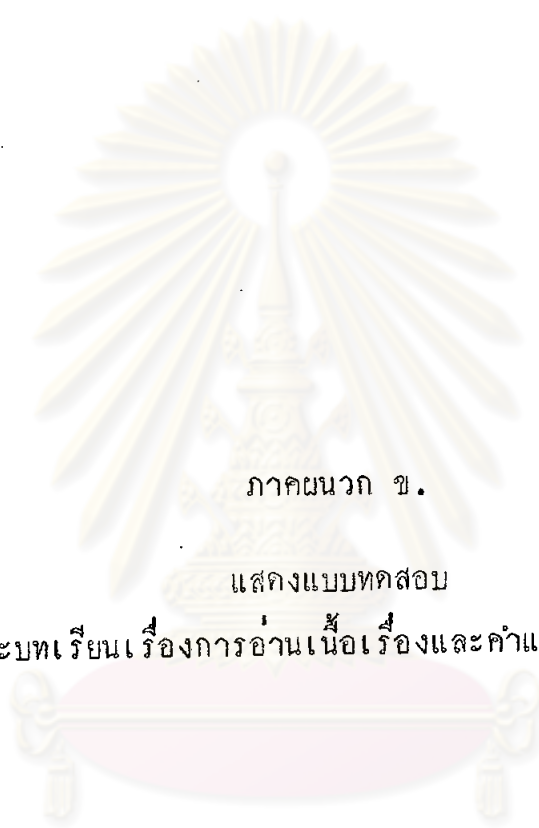 ภาคผนวก ข.
แสดงแบบทดสอบ
ะบทเรียนเรื่องการอ่านเนื้อเรื่องและคำแ